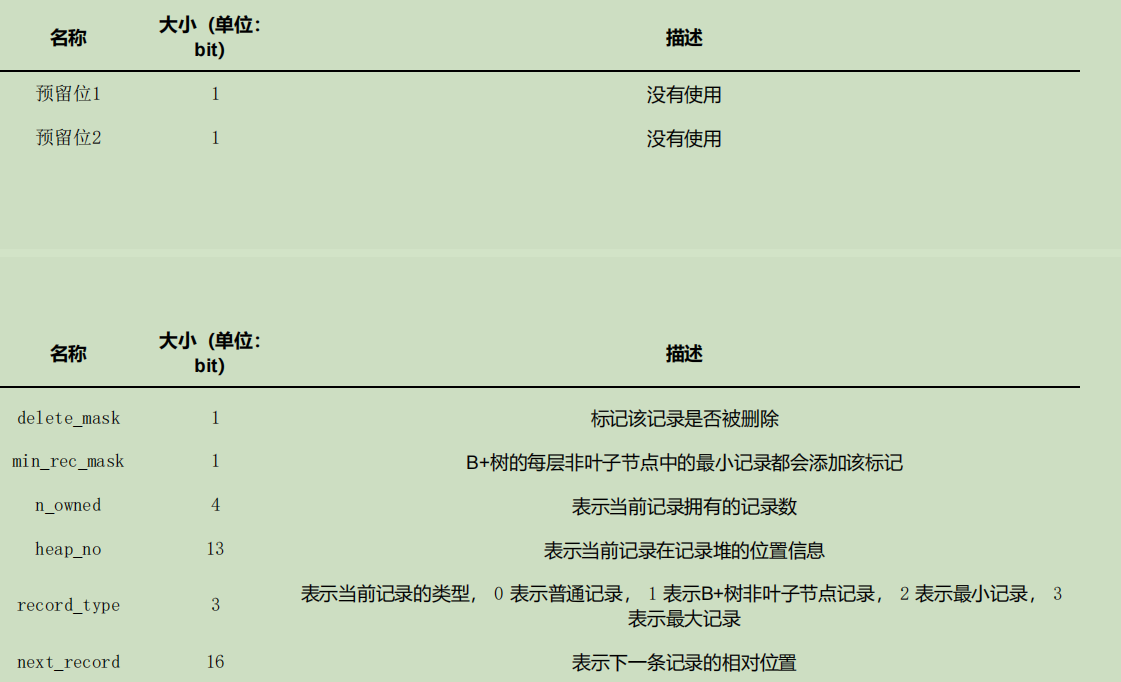 名称 大小（单位：bit） 描述
预留位1 1 没有使用
预留位2 1 没有使用
名称 大小（单位：bit） 描述
delete_mask 1 标记该记录是否被删除
min_rec_mask 1 B+树的每层非叶子节点中的最小记录都会添加该标记
n_owned 4 表示当前记录拥有的记录数
heap_no 13 表示当前记录在记录堆的位置信息
record_type 3 表示当前记录的类型， 0 表示普通记录， 1 表示B+树非叶子节点记录， 2 表示最小记录， 3
表示最大记录
next_record 16 表示下一条记录的相对位置